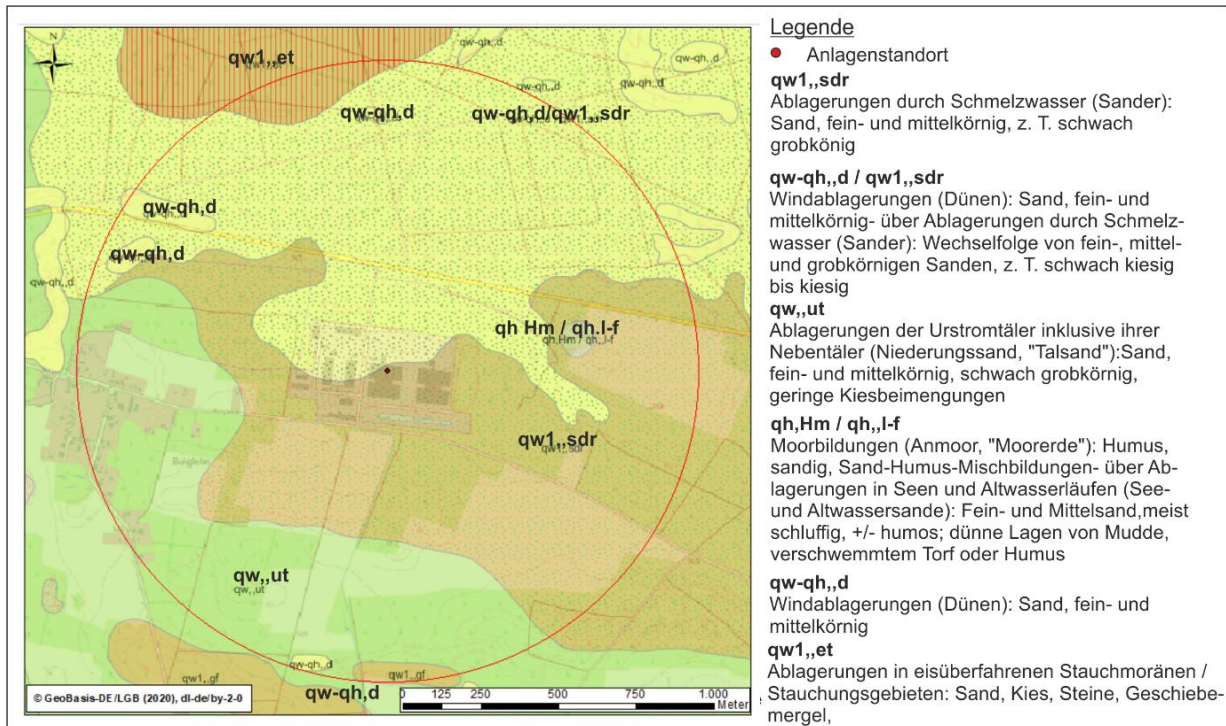 N
qw1,,et
qw-qh,,d
qw-qh,,d
qw-qh,,d
qw-qh,,d
qw-qh,d
qw-qh,d/qw1,,sdr
qw-qh,d
qw-qh,,d
qw-qh,d
qw-qh,,d
qw-qh,,d
qh Hm / qh.l-f
qh,Hm / qh,,l-f
qw1,,sdr
qw1,,sdr
qw,,ut
qw,,ut
qw-qh,,d
qw1,,gf
qw1,,gf
qw-qh,d
© GeoBasis-DE /LGB (2020), dl-de/by-2-0
0 125 250 500 750 1.000
Meter
Legende
Anlagenstandort
qw1,,sdr
Ablagerungen durch Schmelzwasser (Sander):
Sand, fein- und mittelkörnig, z. T. schwach
grobkönig
qw-qh,,d / qw1,,sdr
Windablagerungen (Dünen): Sand, fein- und
mittelkörnig- über Ablagerungen durch Schmelz-
wasser (Sander): Wechselfolge von fein-, mittel-
und grobkörnigen Sanden, z. T. schwach kiesig
bis kiesig
qw,,ut
Ablagerungen der Urstromtäler inklusive ihrer
Nebentäler (Niederungssand, "Talsand"):Sand,
fein- und mittelkörnig, schwach grobkörnig,
geringe Kiesbeimengungen
qh,Hm / qh,,l-f
Moorbildungen (Anmoor, "Moorerde"): Humus,
sandig, Sand-Humus-Mischbildungen- über Ab-
lagerungen in Seen und Altwasserläufen (See-
und Altwassersande): Fein- und Mittelsand,meist
schluffig, +/- humos; dünne Lagen von Mudde,
verschwemmtem Torf oder Humus
qw-qh,,d
Windablagerungen (Dünen): Sand, fein- und
mittelkörnig
qw1,,et
Ablagerungen in eisüberfahrenen Stauchmoränen /
Stauchungsgebieten: Sand, Kies, Steine, Geschiebe-
mergel,